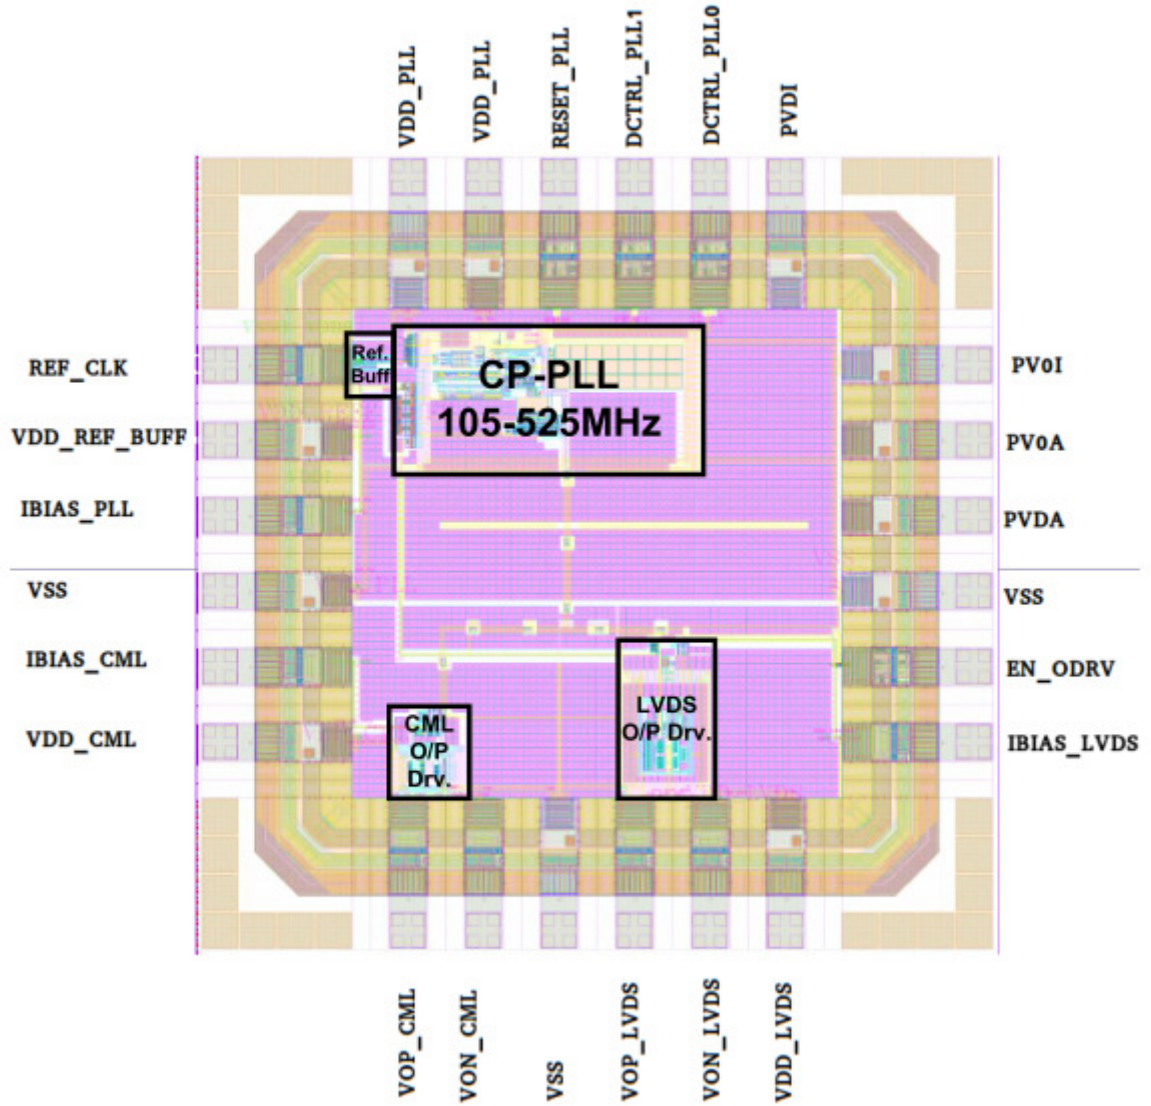 VDD_PLL
VDD_PLL
RESET_PLL
DCTRL_PLL1
DCTRL_PLL0
PVDI
REF_CLK
VDD_REF_BUFF
IBIAS_PLL
VSS
IBIAS_CML
VDD_CML
Ref.
Buff
CP-PLL
105-525MHz
CML
O/P
Drv.
LVDS
O/P Drv.
PV0I
PV0A
PVDA
VSS
EN_ODRV
IBIAS_LVDS
VOP_CML
VON_CML
VSS
VOP_LVDS
VON_LVDS
VDD_LVDS